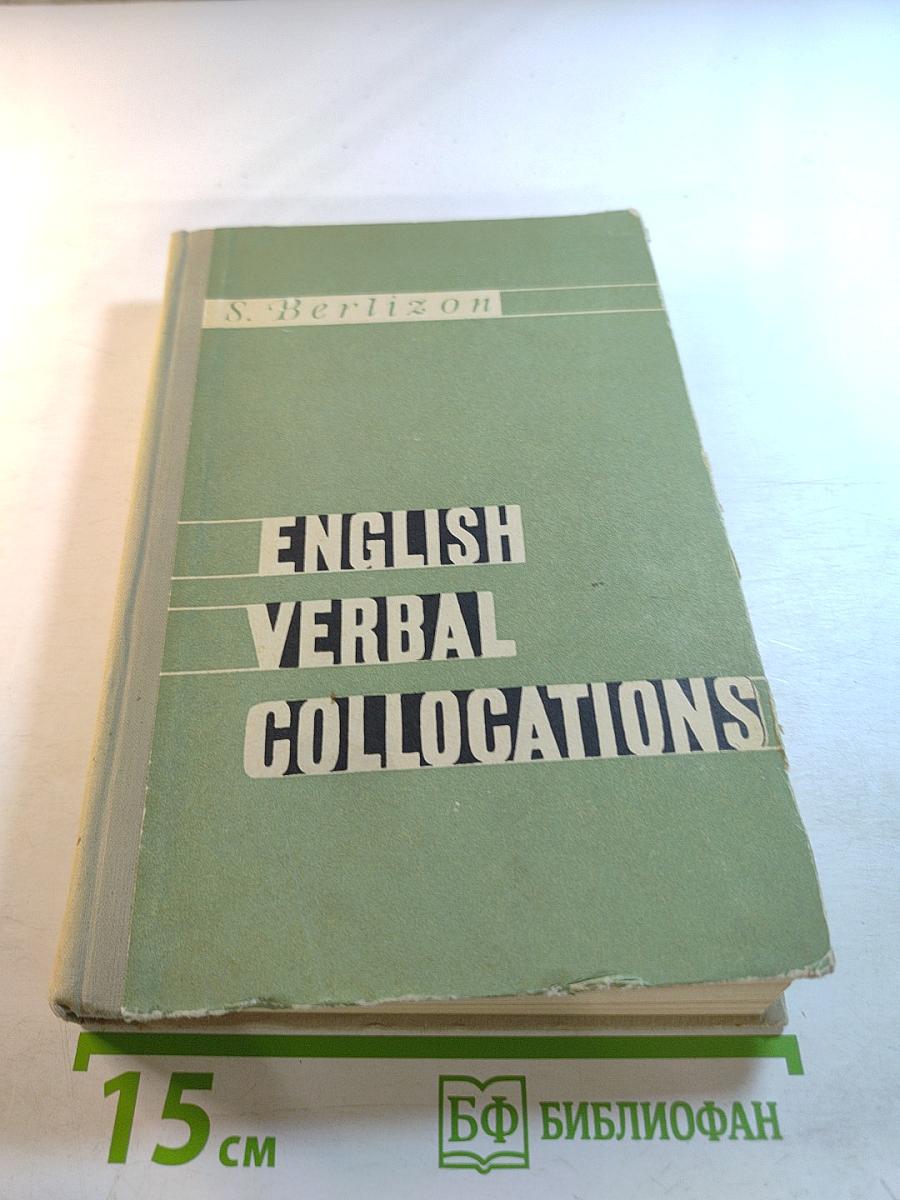 S. Berlizon
ENGLISH
VERBAL
COLLOCATIONS
15 см
БФ БИБЛИОФАН